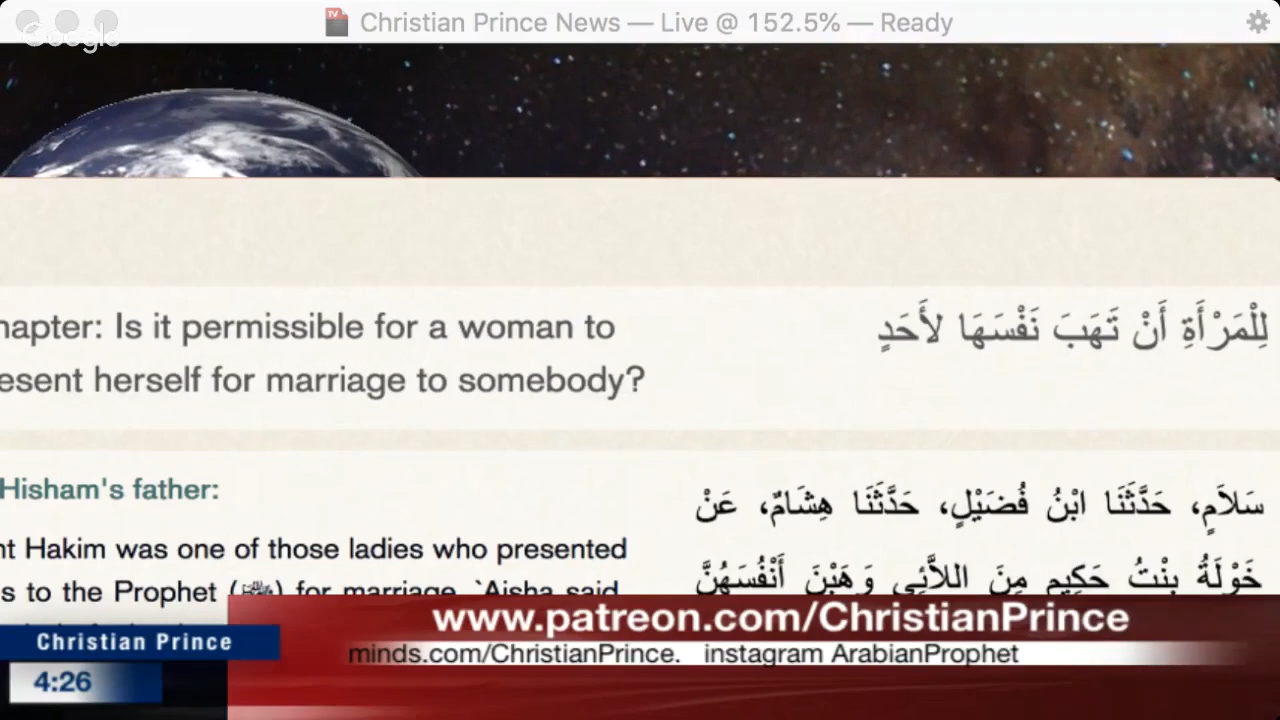 Christian Prince News — Live @ 152.5% — Ready
Google
hapter: Is it permissible for a woman to
لِلْمَرْأَةِ أَنْ تَهَبَ نَفْسَهَا لأَحَدٍ
esent herself for marriage to somebody?
Hisham's father:
سَلاَمٍ، حَدَّثَنَا ابْنُ فُضَيْلٍ، حَدَّثَنَا هِشَامٌ، عَنْ
nt Hakim was one of those ladies who presented
خَوْلَةُ بِنْتُ حَكِيمٍ مِنَ اللاَّئِي وَهَبْنَ أَنْفُسَهُنَّ
s to the Prophet (ﷺ) for marriage. `Aisha said,
www.patreon.com/ChristianPrince
Christian Prince
minds.com/ChristianPrince. instagram ArabianProphet
4:26